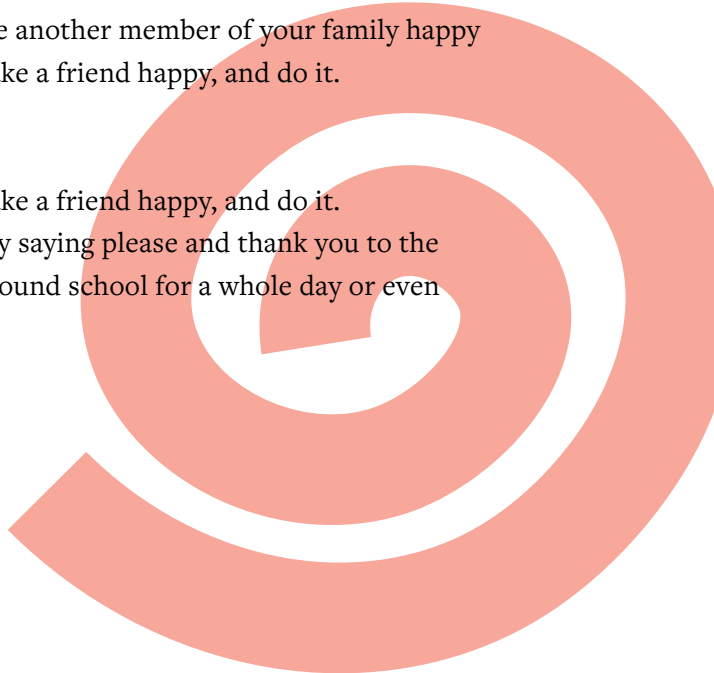 e another member of your family happy
ke a friend happy, and do it.
ke a friend happy, and do it.
y saying please and thank you to the
ound school for a whole day or even